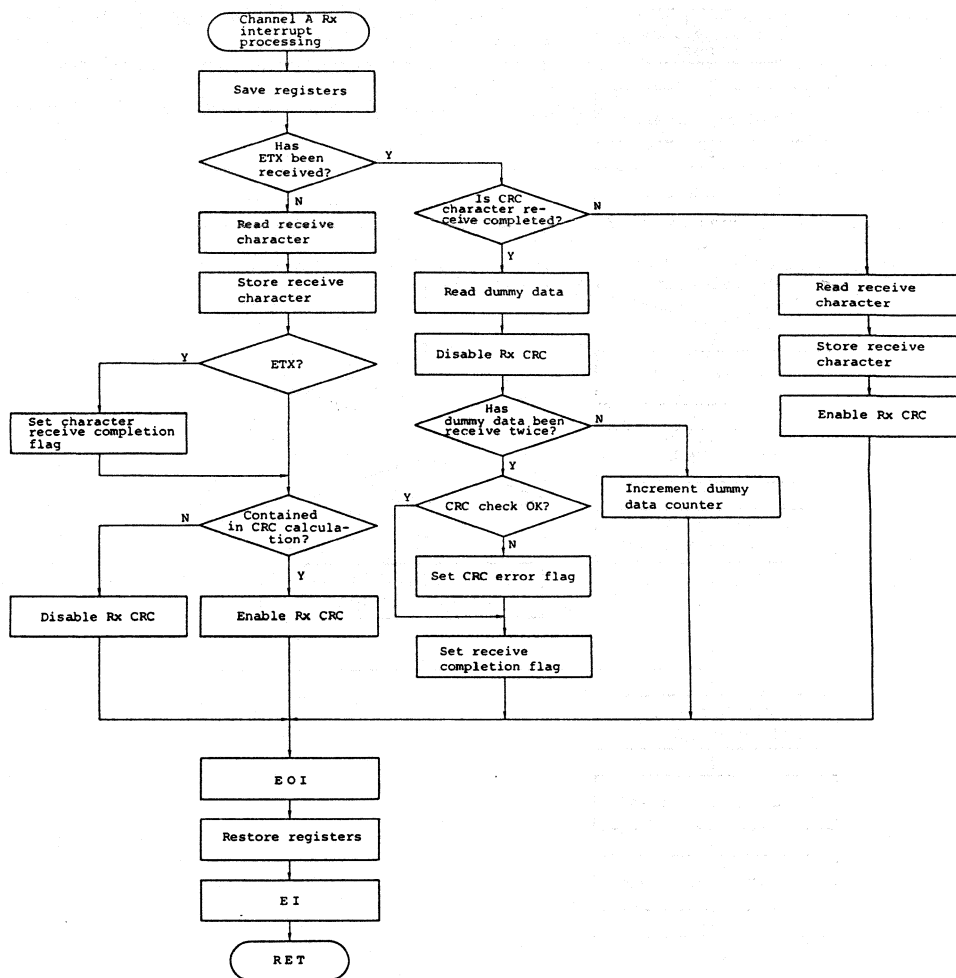 Channel A Rx
interrupt
processing
Save registers
Has
ETX been
received?
Y
N
Is CRC
character re-
ceive completed?
N
Y
Read receive
character
Store receive
character
Read dummy data
Disable Rx CRC
Read receive
character
Store receive
character
Enable Rx CRC
ETX?
Y
Set character
receive completion
flag
Has
dummy data been
receive twice?
N
Y
Increment dummy
data counter
CRC check OK?
Y
N
Set CRC error flag
Set receive
completion flag
Contained
in CRC calcula-
tion?
N
Y
Disable Rx CRC
Enable Rx CRC
EOI
Restore registers
EI
RET